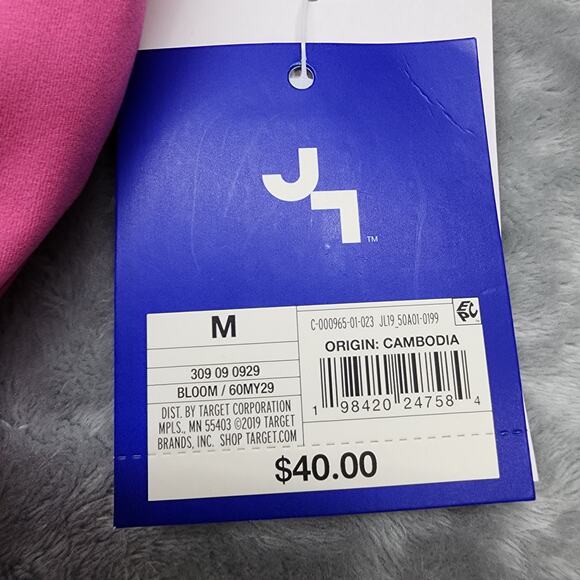 J
TM
M
309 09 0929
BLOOM / 60MY29
DIST. BY TARGET CORPORATION
MPLS., MN 55403 ©2019 TARGET
BRANDS, INC. SHOP TARGET.COM
C-000965-01-023 JL19_50A01-0199
EPC
ORIGIN: CAMBODIA
1 98420 24758 4
$40.00